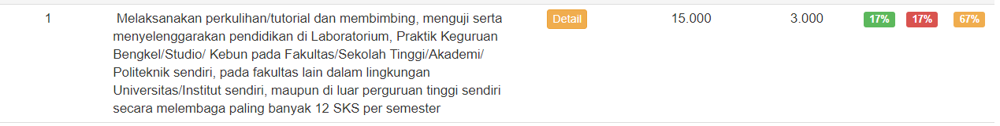 1 Melaksanakan perkulihan/tutorial dan membimbing, menguji serta Detail 15.000 3.000 17% 17% 67%
menyelenggarakan pendidikan di Laboratorium, Praktik Keguruan
Bengkel/Studio/ Kebun pada Fakultas/Sekolah Tinggi/Akademi/
Politeknik sendiri, pada fakultas lain dalam lingkungan
Universitas/Institut sendiri, maupun di luar perguruan tinggi sendiri
secara melembaga paling banyak 12 SKS per semester